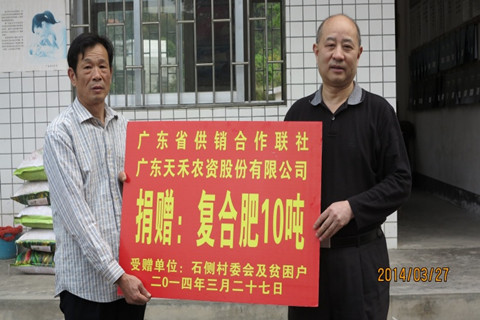 广东省供销合作联社
广东天禾农资股份有限公司
捐赠：复合肥10吨
受赠单位：石侧村委会及贫困户
二0一四年三月二十七日
2014/03/27